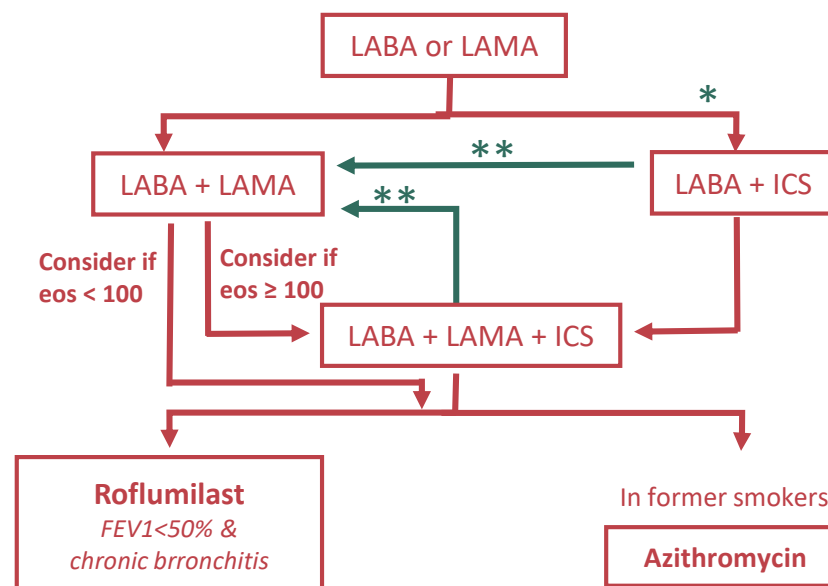 LABA or LAMA
*
**
LABA + LAMA
LABA + ICS
**
Consider if
eos < 100
Consider if
eos ≥ 100
LABA + LAMA + ICS
Roflumilast
FEV1<50% &
chronic brronchitis
In former smokers
Azithromycin